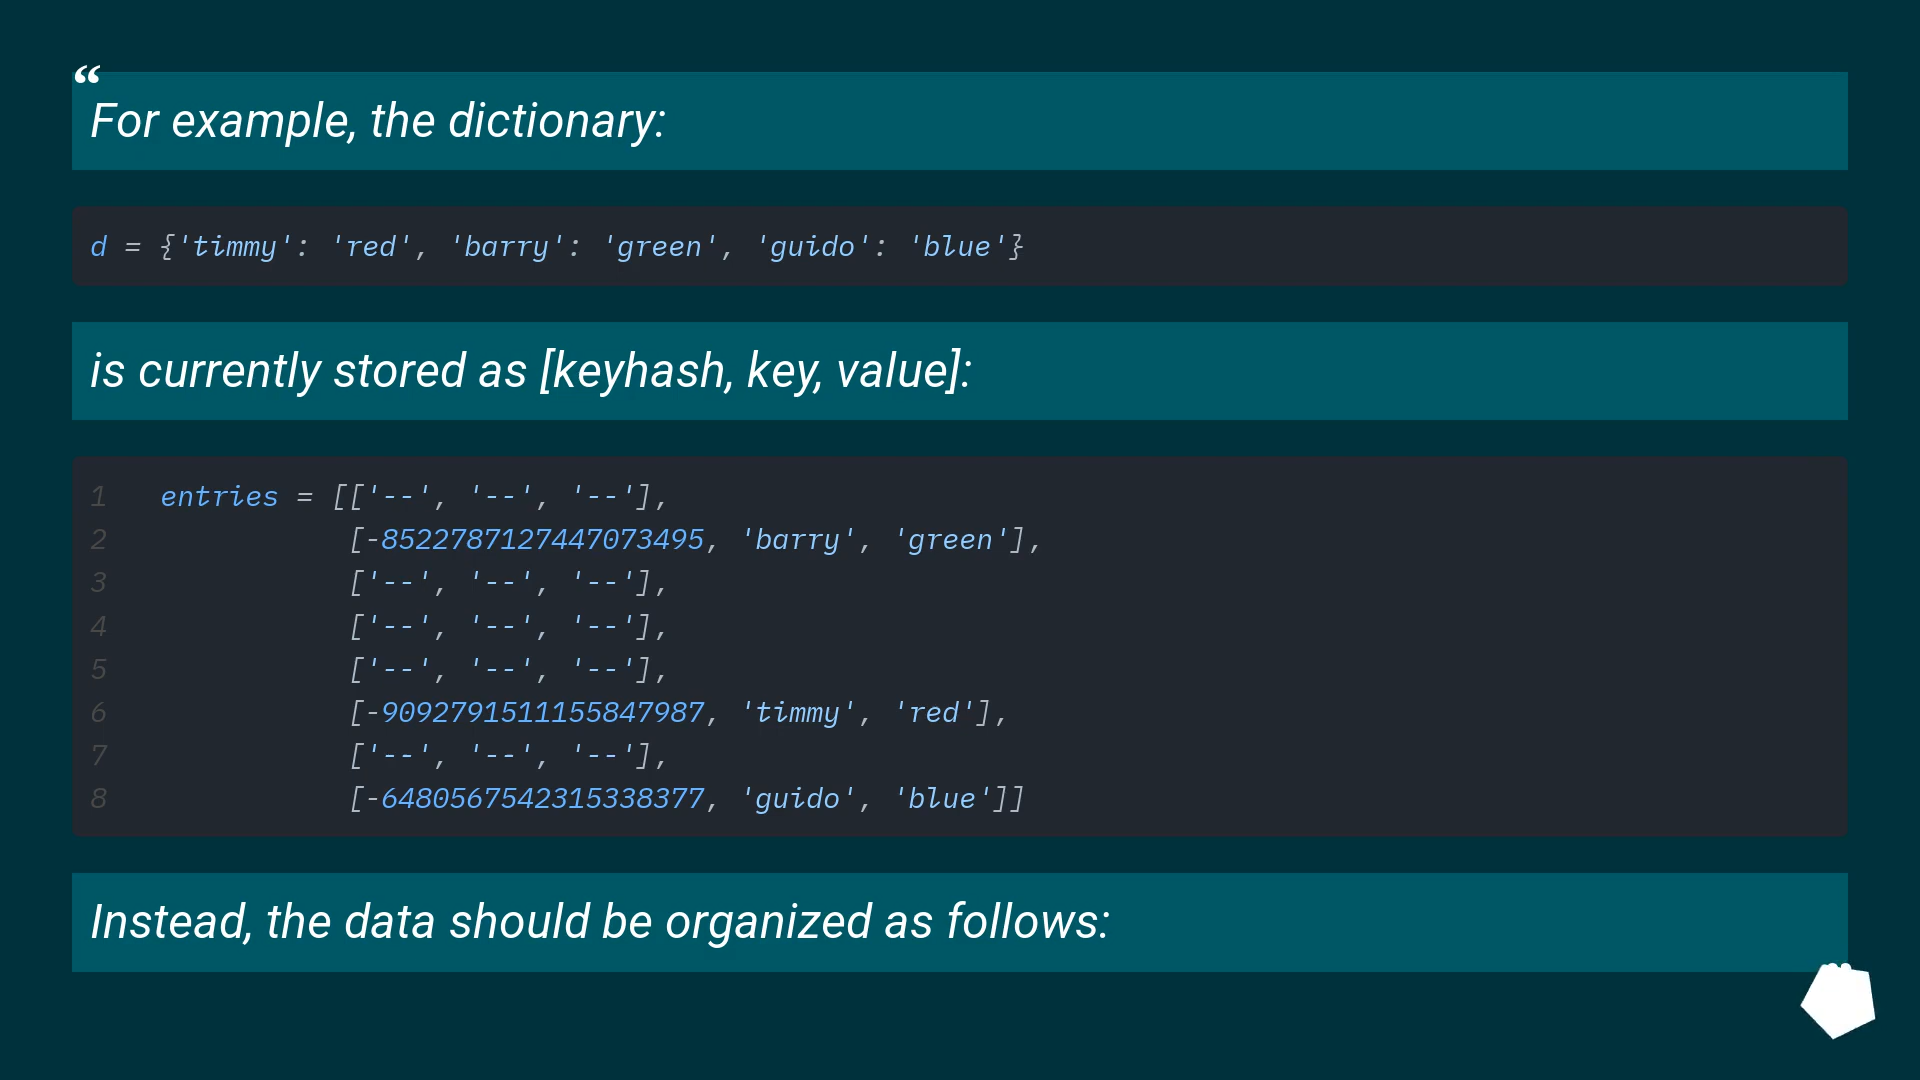 “
For example, the dictionary:
d = {'timmy': 'red', 'barry': 'green', 'guido': 'blue'}
is currently stored as [keyhash, key, value]:
1 entries = [['--', '--', '--'],
2 [-8522787127447073495, 'barry', 'green'],
3 ['--', '--', '--'],
4 ['--', '--', '--'],
5 ['--', '--', '--'],
6 [-9092791511155847987, 'timmy', 'red'],
7 ['--', '--', '--'],
8 [-6480567542315338377, 'guido', 'blue']]
Instead, the data should be organized as follows: